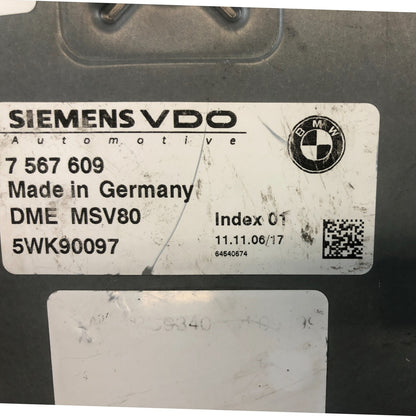 SIEMENS VDO
Automotive
BMW
7 567 609
Made in Germany
DME MSV80
Index 01
5WK90097
11.11.06/17
64640674